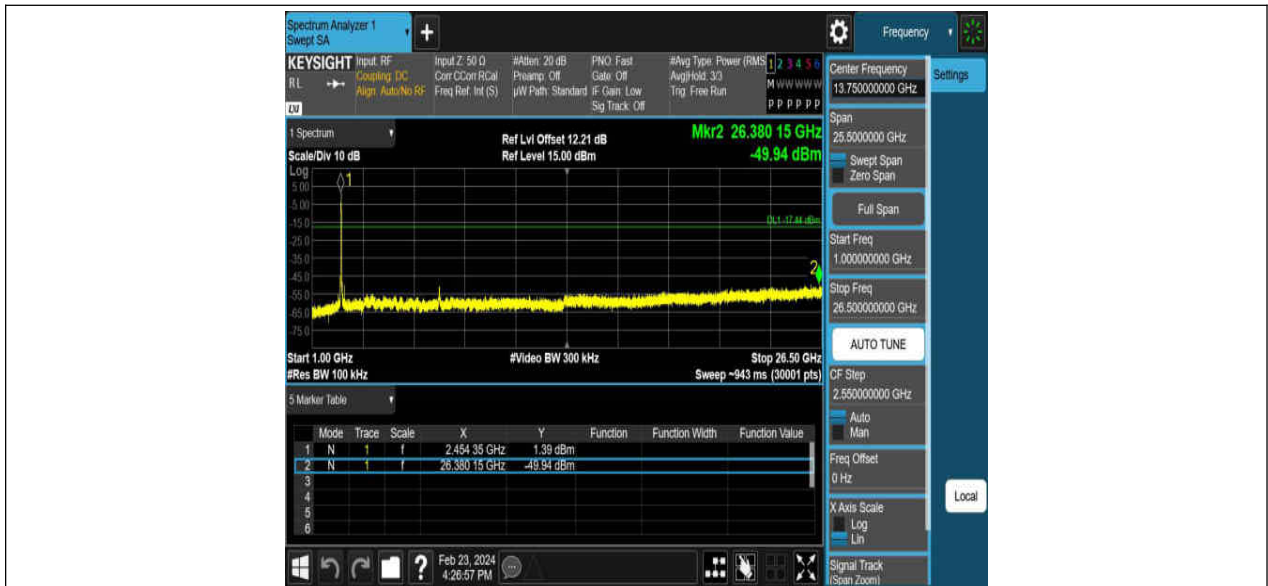 Spectrum Analyzer 1
Swept SA
+
Frequency
KEYSIGHT
RL
LXI
Input: RF
Coupling: DC
Align: Auto/No RF
Input Z: 50 Ω
Corr CCorr RCal
Freq Ref: Int (S)
#Atten: 20 dB
Preamp: Off
µW Path: Standard
PNO: Fast
Gate: Off
IF Gain: Low
Sig Track: Off
#Avg Type: Power (RMS
Avg|Hold: 3/3
Trig: Free Run
1 2 3 4 5 6
M W W W W W
P P P P P P
Center Frequency
13.750000000 GHz
Settings
1 Spectrum
Ref Lvl Offset 12.21 dB
Mkr2 26.380 15 GHz
Scale/Div 10 dB
Ref Level 15.00 dBm
-49.94 dBm
Log
5.00
-5.00
-15.0
-25.0
-35.0
-45.0
-55.0
-65.0
-75.0
1
DL1 -17.44 dBm
2
Start 1.00 GHz
#Video BW 300 kHz
Stop 26.50 GHz
#Res BW 100 kHz
Sweep ~943 ms (30001 pts)
Span
25.5000000 GHz
Swept Span
Zero Span
Full Span
Start Freq
1.000000000 GHz
Stop Freq
26.500000000 GHz
AUTO TUNE
CF Step
2.550000000 GHz
Auto
Man
Freq Offset
0 Hz
X Axis Scale
Log
Lin
Signal Track
(Span Zoom)
Local
5 Marker Table
Mode Trace Scale X Y Function Function Width Function Value
1 N 1 f 2.454 35 GHz 1.39 dBm
2 N 1 f 26.380 15 GHz -49.94 dBm
3
4
5
6
?
Feb 23, 2024
4:26:57 PM